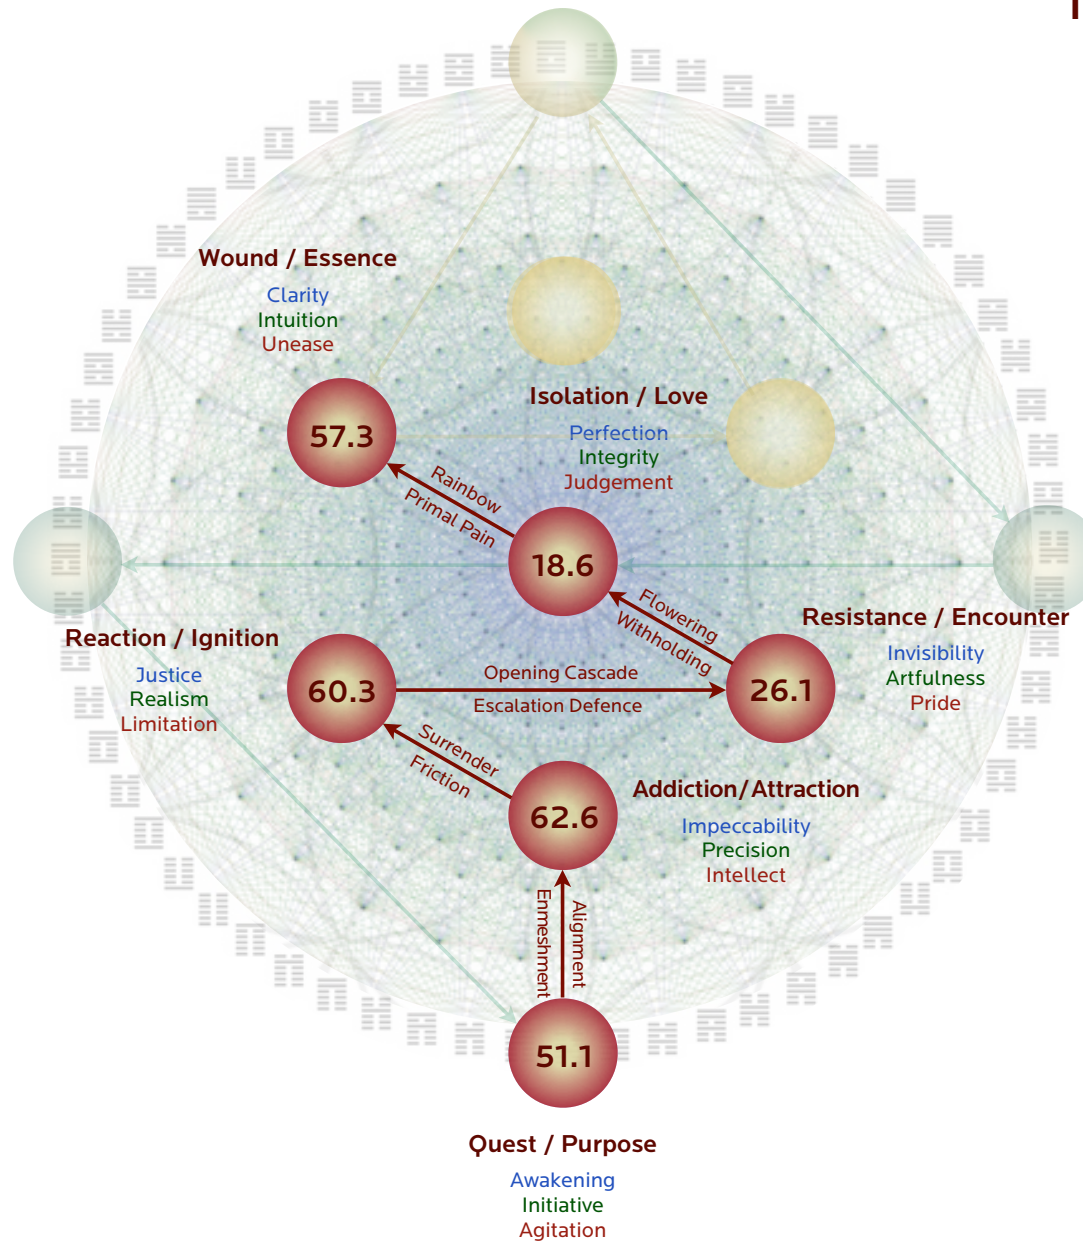 Wound / Essence
Clarity
Intuition
Unease
57.3
Isolation / Love
Perfection
Integrity
Judgement
Rainbow
Primal Pain
18.6
Flowering
Withholding
Resistance / Encounter
Invisibility
Artfulness
Pride
Reaction / Ignition
Justice
Realism
Limitation
60.3
Opening Cascade
Escalation Defence
26.1
Surrender
Friction
62.6
Addiction/Attraction
Impeccability
Precision
Intellect
Enmeshment
Alignment
51.1
Quest / Purpose
Awakening
Initiative
Agitation